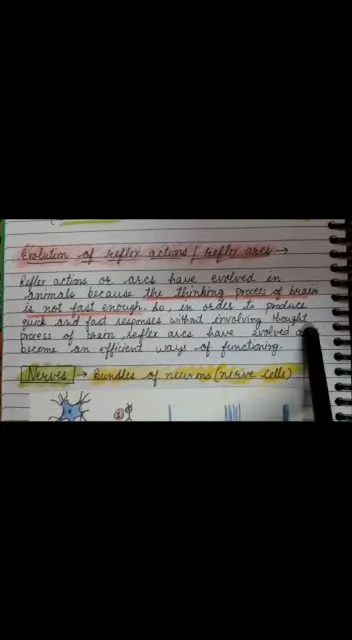 Evolution of reflex actions / reflex arcs →
Reflex actions or arcs have evolved in
animals because the thinking process of brain
is not fast enough. So, in order to produce
quick and fast responses without involving thought
process of brain, reflex arcs have evolved
become an efficient ways of functioning.
Nerves → Bundles of neurons (nerve cells)
①